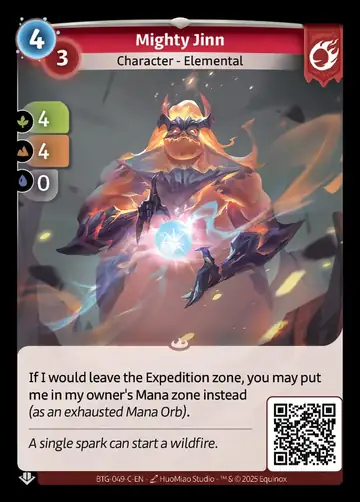 4
Mighty Jinn
3
Character - Elemental
4
4
0
If I would leave the Expedition zone, you may put
me in my owner's Mana zone instead
(as an exhausted Mana Orb).
A single spark can start a wildfire.
BTG-049-C-EN - HuoMiao Studio - ™ & © 2025 Equinox